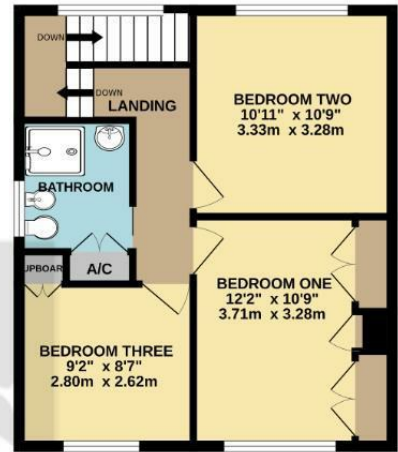 DOWN
DOWN
LANDING
BEDROOM TWO
10'11" x 10'9"
3.33m x 3.28m
BATHROOM
UPBOAR
A/C
BEDROOM ONE
12'2" x 10'9"
3.71m x 3.28m
BEDROOM THREE
9'2" x 8'7"
2.80m x 2.62m